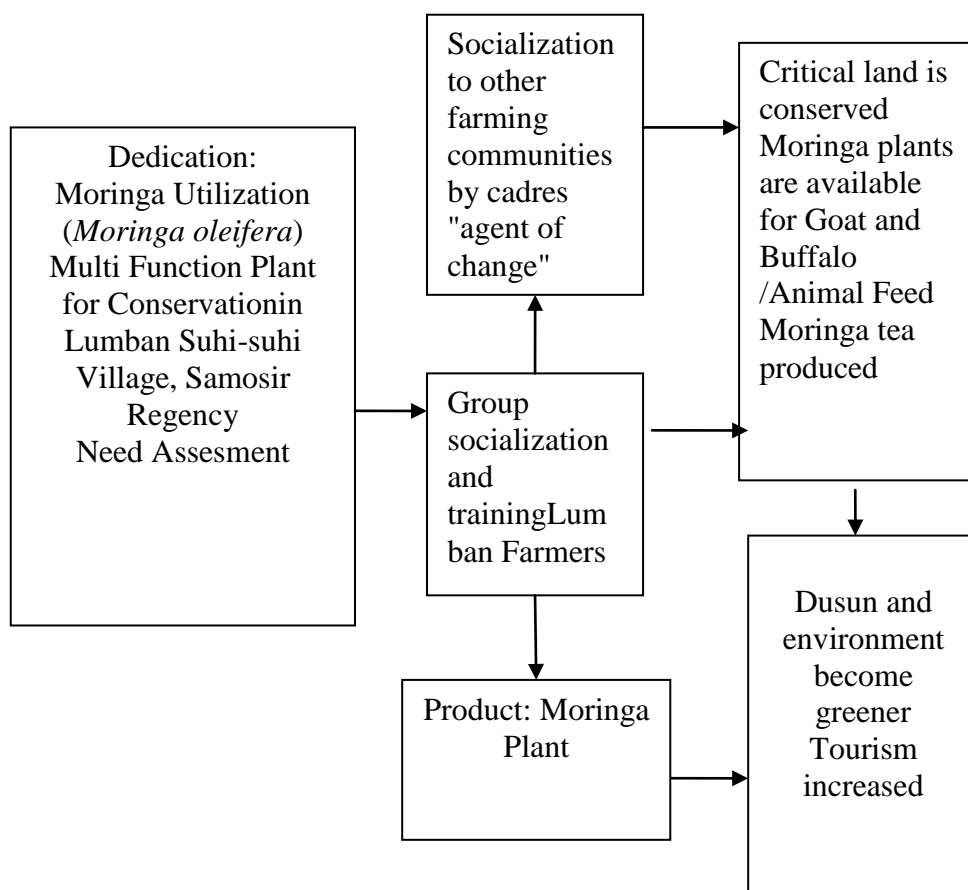 Dedication:
Moringa Utilization
(Moringa oleifera)
Multi Function Plant
for Conservationin
Lumban Suhi-suhi
Village, Samosir
Regency
Need Assesment
Socialization
to other
farming
communities
by cadres
"agent of
change"
Group
socialization
and
trainingLum
ban Farmers
Product: Moringa
Plant
Critical land is
conserved
Moringa plants
are available
for Goat and
Buffalo
/Animal Feed
Moringa tea
produced
Dusun and
environment
become
greener
Tourism
increased